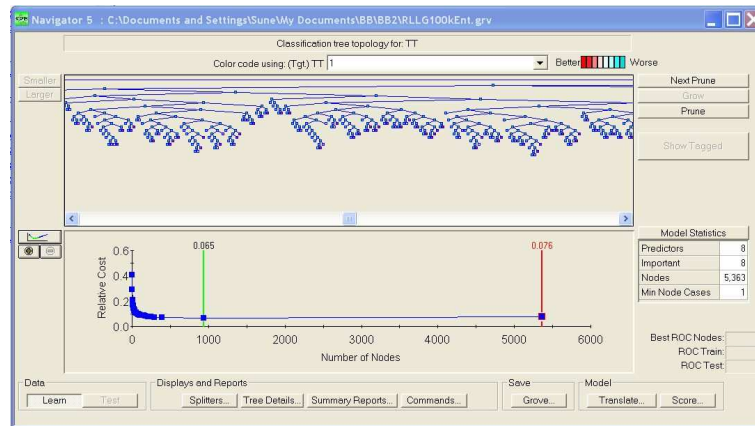 Navigator 5 : C:\Documents and Settings\Sune\My Documents\BB\BB2\RLLG100kEnt.grv
Classification tree topology for: TT
Color code using: (Tgt) TT 1 Better Worse
Smaller
Larger
Next Prune
Grow
Prune
Show Tagged
Model Statistics
Predictors 8
Important 8
Nodes 5,363
Min Node Cases 1
0.065 0.076
Relative Cost
0.6
0.4
0.2
0.0
0 1000 2000 3000 4000 5000 6000
Number of Nodes
Best ROC Nodes:
ROC Train:
ROC Test:
Data
Learn Test
Displays and Reports
Splitters... Tree Details... Summary Reports... Commands...
Save
Grove...
Model
Translate... Score...